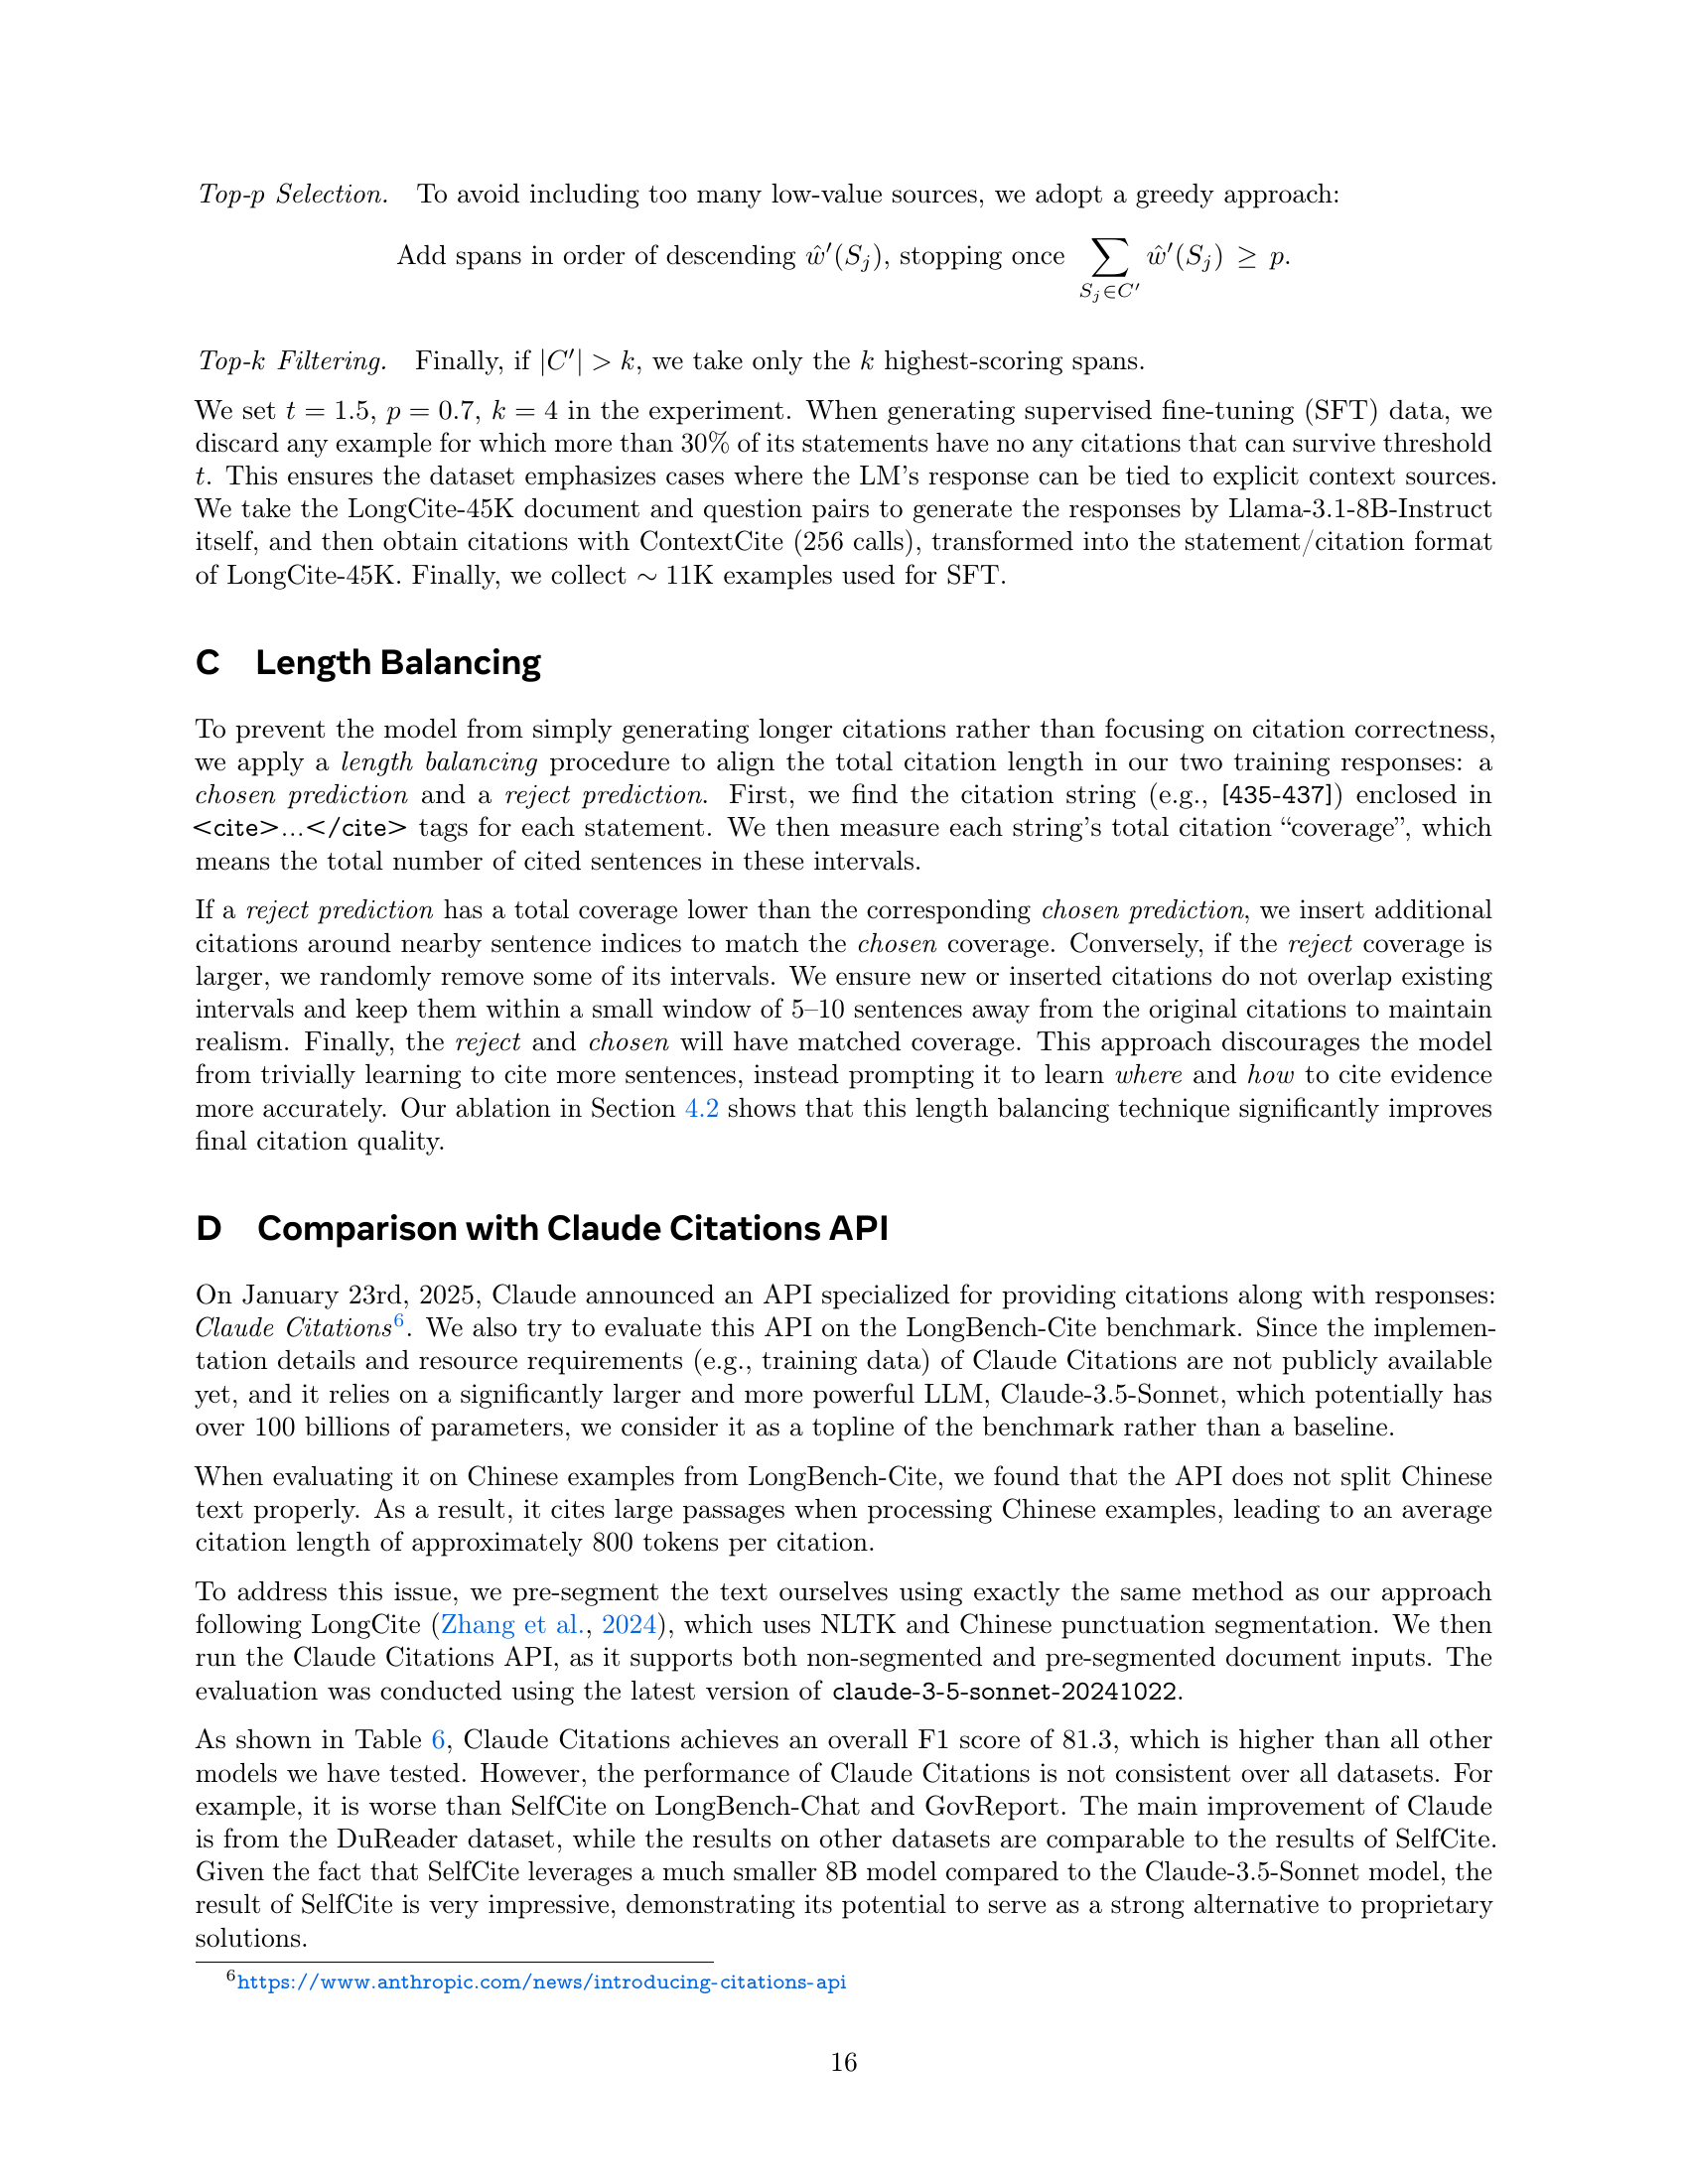 Top-p Selection. To avoid including too many low-value sources, we adopt a greedy approach:
Add spans in order of descending ŵ′(S_j), stopping once ∑_{S_j∈C′} ŵ′(S_j) ≥ p.
Top-k Filtering. Finally, if |C′| > k, we take only the k highest-scoring spans.
We set t = 1.5, p = 0.7, k = 4 in the experiment. When generating supervised fine-tuning (SFT) data, we
discard any example for which more than 30% of its statements have no any citations that can survive threshold
t. This ensures the dataset emphasizes cases where the LM's response can be tied to explicit context sources.
We take the LongCite-45K document and question pairs to generate the responses by Llama-3.1-8B-Instruct
itself, and then obtain citations with ContextCite (256 calls), transformed into the statement/citation format
of LongCite-45K. Finally, we collect ∼ 11K examples used for SFT.
C Length Balancing
To prevent the model from simply generating longer citations rather than focusing on citation correctness,
we apply a length balancing procedure to align the total citation length in our two training responses: a
chosen prediction and a reject prediction. First, we find the citation string (e.g., [435-437]) enclosed in
<cite>...</cite> tags for each statement. We then measure each string's total citation “coverage”, which
means the total number of cited sentences in these intervals.
If a reject prediction has a total coverage lower than the corresponding chosen prediction, we insert additional
citations around nearby sentence indices to match the chosen coverage. Conversely, if the reject coverage is
larger, we randomly remove some of its intervals. We ensure new or inserted citations do not overlap existing
intervals and keep them within a small window of 5–10 sentences away from the original citations to maintain
realism. Finally, the reject and chosen will have matched coverage. This approach discourages the model
from trivially learning to cite more sentences, instead prompting it to learn where and how to cite evidence
more accurately. Our ablation in Section 4.2 shows that this length balancing technique significantly improves
final citation quality.
D Comparison with Claude Citations API
On January 23rd, 2025, Claude announced an API specialized for providing citations along with responses:
Claude Citations⁶. We also try to evaluate this API on the LongBench-Cite benchmark. Since the implemen-
tation details and resource requirements (e.g., training data) of Claude Citations are not publicly available
yet, and it relies on a significantly larger and more powerful LLM, Claude-3.5-Sonnet, which potentially has
over 100 billions of parameters, we consider it as a topline of the benchmark rather than a baseline.
When evaluating it on Chinese examples from LongBench-Cite, we found that the API does not split Chinese
text properly. As a result, it cites large passages when processing Chinese examples, leading to an average
citation length of approximately 800 tokens per citation.
To address this issue, we pre-segment the text ourselves using exactly the same method as our approach
following LongCite (Zhang et al., 2024), which uses NLTK and Chinese punctuation segmentation. We then
run the Claude Citations API, as it supports both non-segmented and pre-segmented document inputs. The
evaluation was conducted using the latest version of claude-3-5-sonnet-20241022.
As shown in Table 6, Claude Citations achieves an overall F1 score of 81.3, which is higher than all other
models we have tested. However, the performance of Claude Citations is not consistent over all datasets. For
example, it is worse than SelfCite on LongBench-Chat and GovReport. The main improvement of Claude
is from the DuReader dataset, while the results on other datasets are comparable to the results of SelfCite.
Given the fact that SelfCite leverages a much smaller 8B model compared to the Claude-3.5-Sonnet model, the
result of SelfCite is very impressive, demonstrating its potential to serve as a strong alternative to proprietary
solutions.
⁶https://www.anthropic.com/news/introducing-citations-api
16